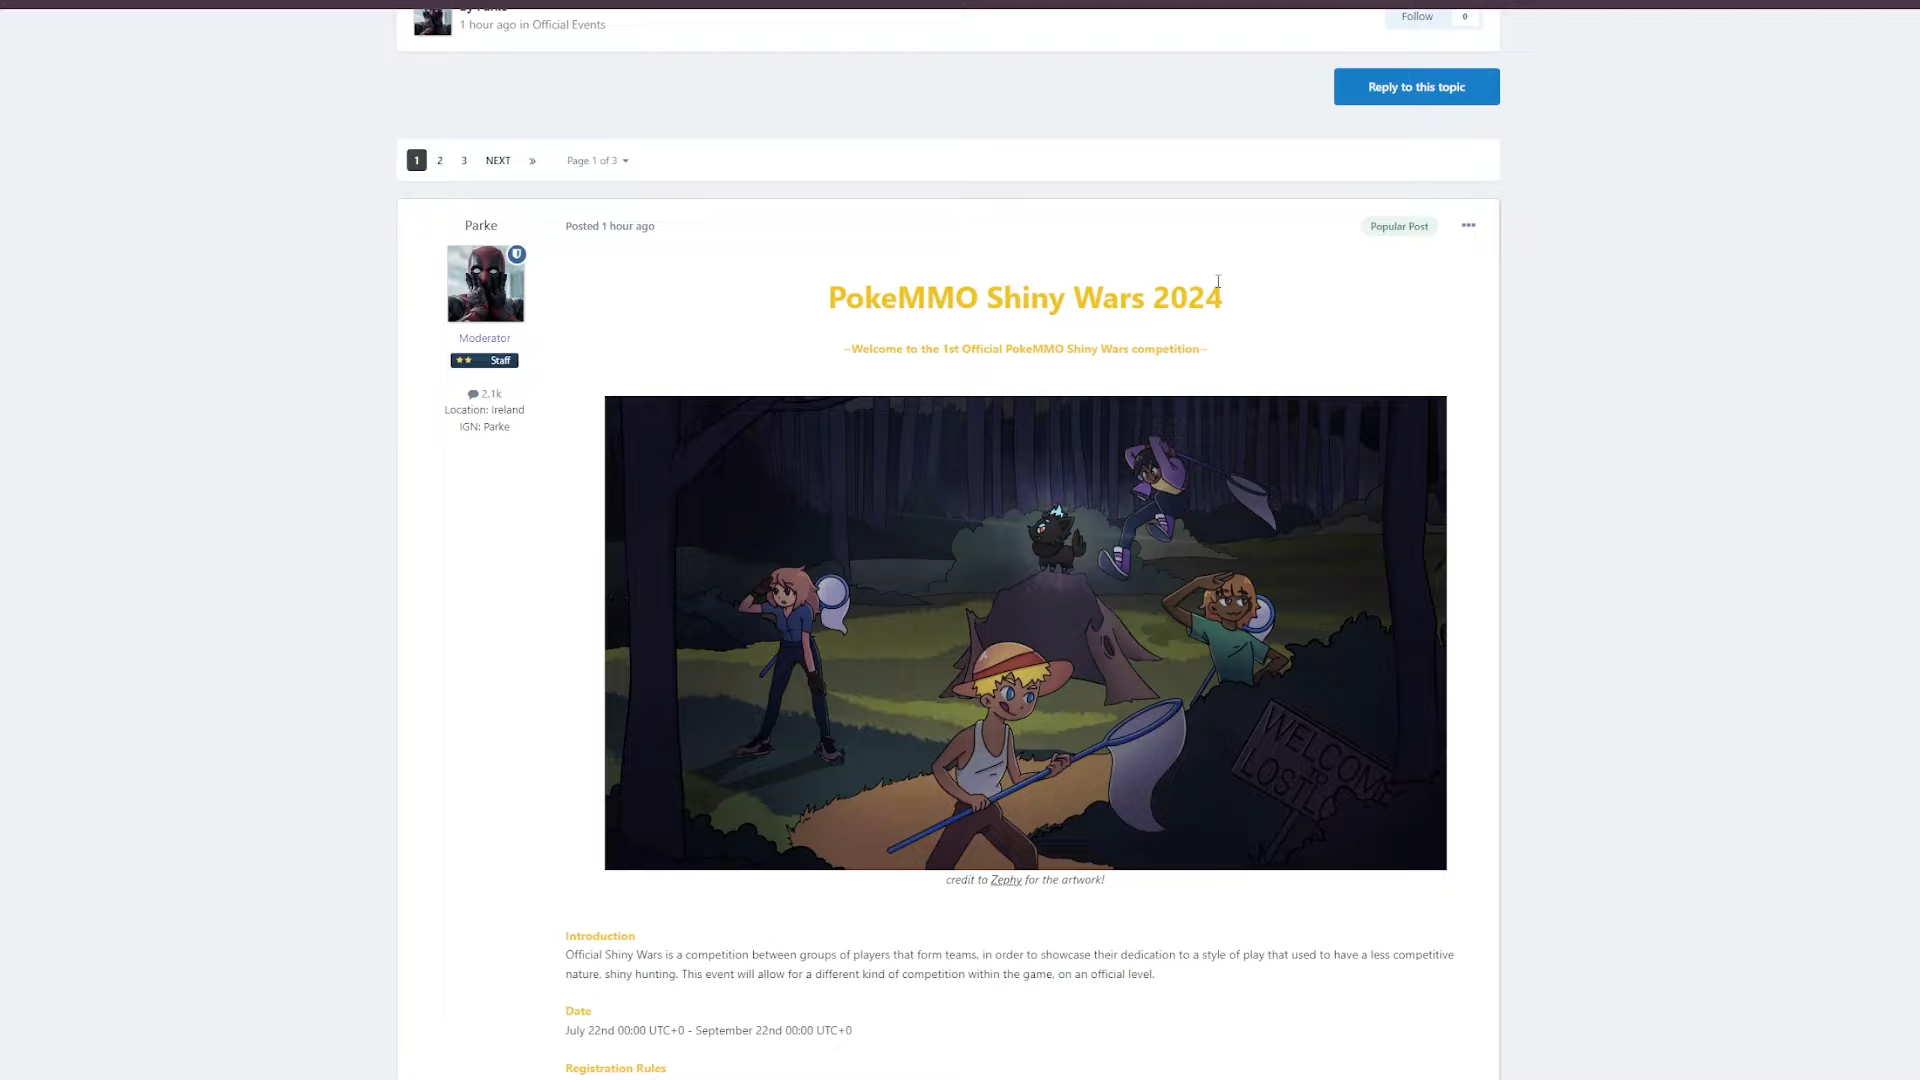 By Parke
1 hour ago in Official Events
Follow
0
Reply to this topic
1 2 3 NEXT » Page 1 of 3
Parke
Posted 1 hour ago
Popular Post
PokeMMO Shiny Wars 2024
Moderator
--Welcome to the 1st Official PokeMMO Shiny Wars competition--
Staff
2.1k
Location: Ireland
IGN: Parke
WELCOME
LOST
credit to Zephy for the artwork!
Introduction
Official Shiny Wars is a competition between groups of players that form teams, in order to showcase their dedication to a style of play that used to have a less competitive
nature, shiny hunting. This event will allow for a different kind of competition within the game, on an official level.
Date
July 22nd 00:00 UTC+0 - September 22nd 00:00 UTC+0
Registration Rules